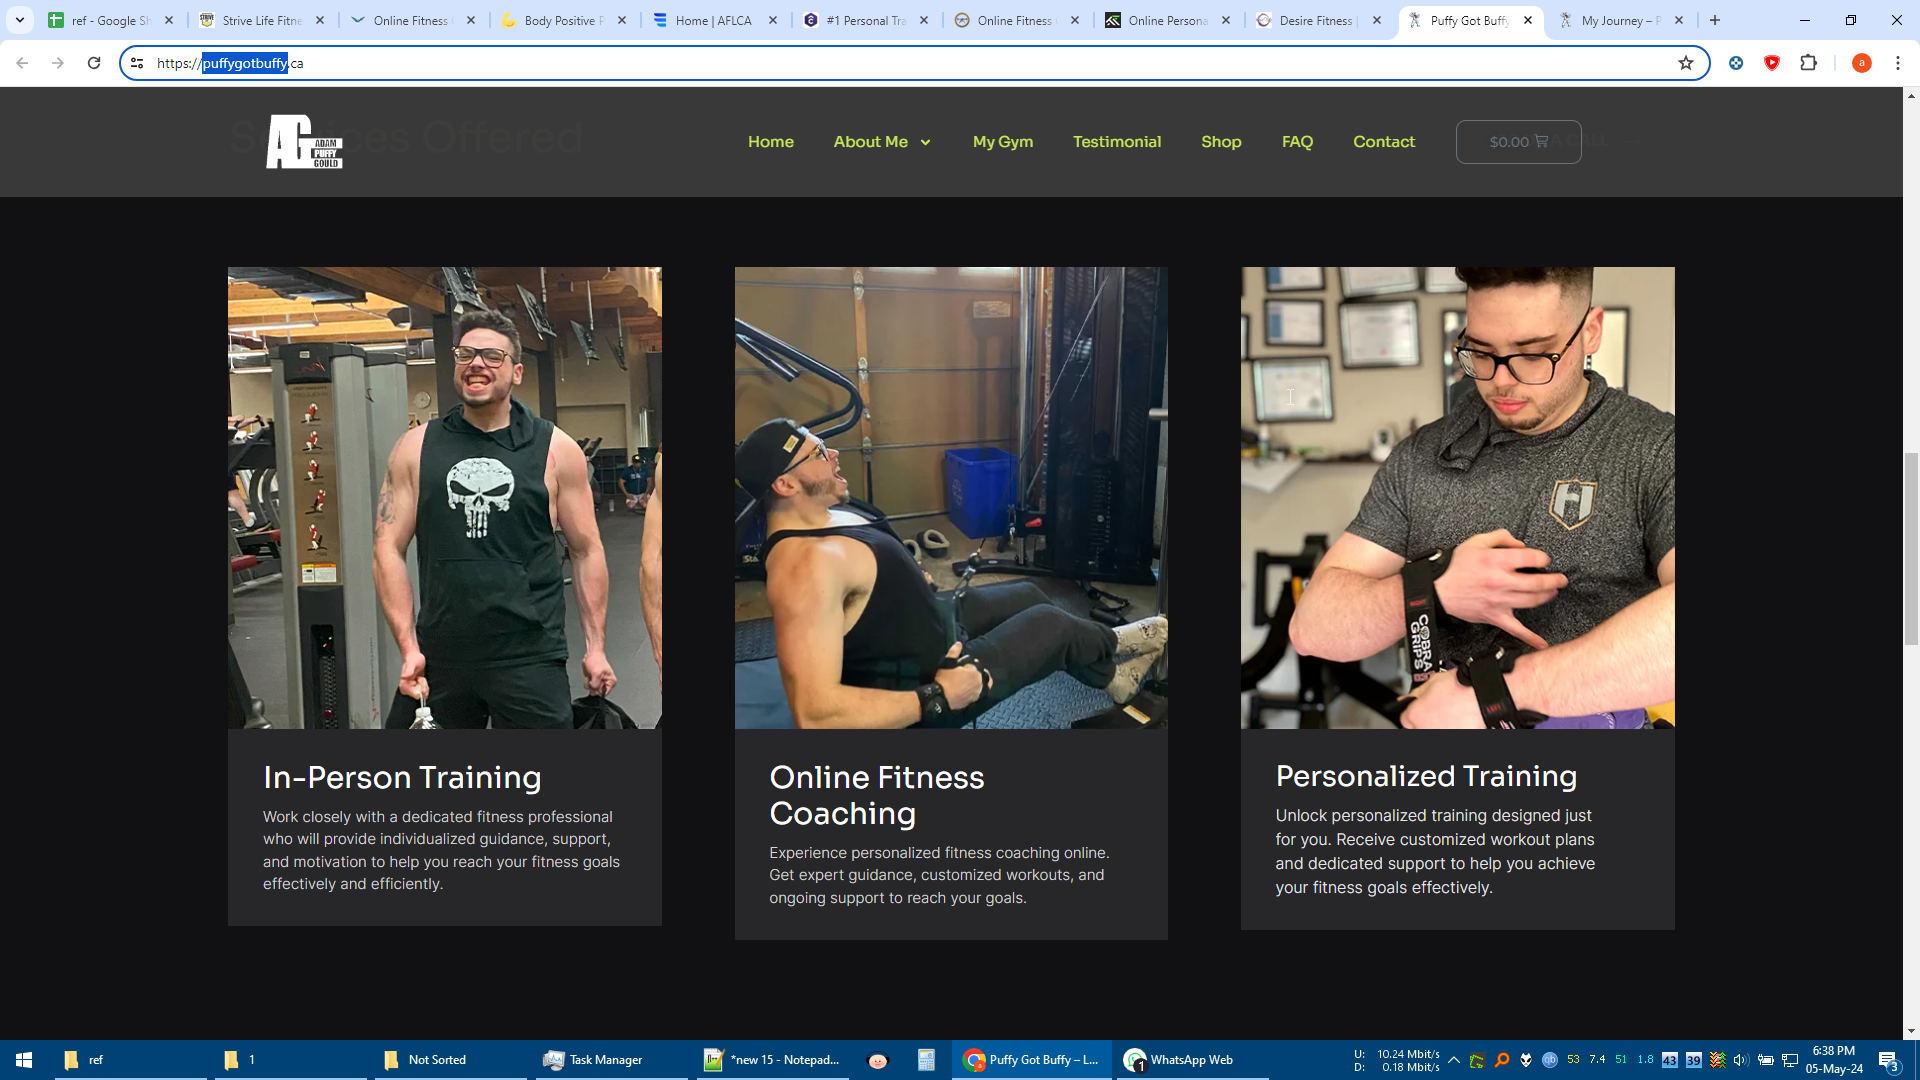 ref - Google Sh
Strive Life Fitne
Online Fitness
Body Positive P
Home | AFLCA
#1 Personal Tra
Online Fitness
Online Persona
Desire Fitness |
Puffy Got Buffy
My Journey – P
https://puffygotbuffy.ca
a
Services Offered
AG
ADAM
PUFFY
GOULD
Home
About Me
My Gym
Testimonial
Shop
FAQ
Contact
$0.00
CALL
COBRA
GRIPS
In-Person Training
Work closely with a dedicated fitness professional
who will provide individualized guidance, support,
and motivation to help you reach your fitness goals
effectively and efficiently.
Online Fitness
Coaching
Experience personalized fitness coaching online.
Get expert guidance, customized workouts, and
ongoing support to reach your goals.
Personalized Training
Unlock personalized training designed just
for you. Receive customized workout plans
and dedicated support to help you achieve
your fitness goals effectively.
ref
1
Not Sorted
Task Manager
*new 15 - Notepad...
Puffy Got Buffy – L...
1
WhatsApp Web
U: 10.24 Mbit/s
D: 0.18 Mbit/s
53 7.4 51 1.8 43 39
6:38 PM
05-May-24
3